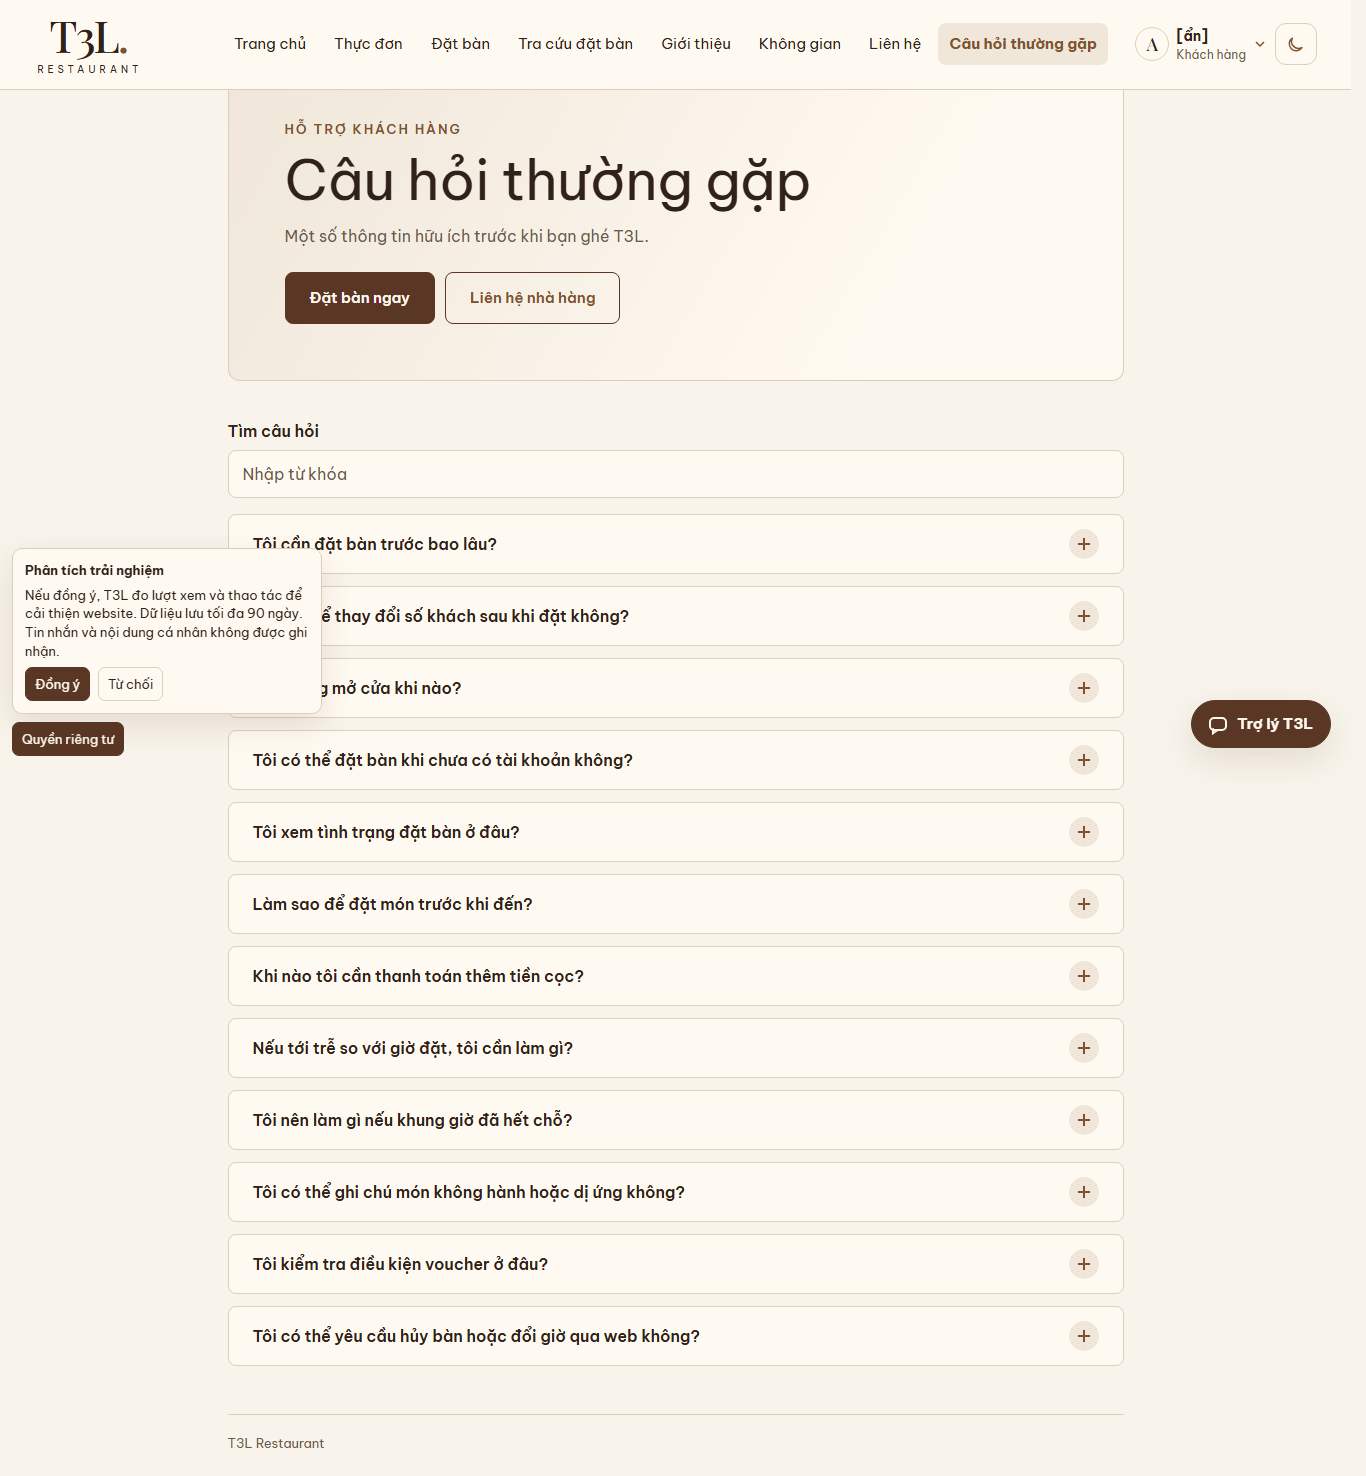 T3L.
RESTAURANT
Trang chủ
Thực đơn
Đặt bàn
Tra cứu đặt bàn
Giới thiệu
Không gian
Liên hệ
Câu hỏi thường gặp
A
[ẩn]
Khách hàng
HỖ TRỢ KHÁCH HÀNG
Câu hỏi thường gặp
Một số thông tin hữu ích trước khi bạn ghé T3L.
Đặt bàn ngay
Liên hệ nhà hàng
Tìm câu hỏi
Nhập từ khóa
Tôi cần đặt bàn trước bao lâu?
thay đổi số khách sau khi đặt không?
mở cửa khi nào?
Phân tích trải nghiệm
Nếu đồng ý, T3L đo lượt xem và thao tác để
cải thiện website. Dữ liệu lưu tối đa 90 ngày.
Tin nhắn và nội dung cá nhân không được ghi
nhận.
Đồng ý
Từ chối
Quyền riêng tư
Trợ lý T3L
Tôi có thể đặt bàn khi chưa có tài khoản không?
Tôi xem tình trạng đặt bàn ở đâu?
Làm sao để đặt món trước khi đến?
Khi nào tôi cần thanh toán thêm tiền cọc?
Nếu tới trễ so với giờ đặt, tôi cần làm gì?
Tôi nên làm gì nếu khung giờ đã hết chỗ?
Tôi có thể ghi chú món không hành hoặc dị ứng không?
Tôi kiểm tra điều kiện voucher ở đâu?
Tôi có thể yêu cầu hủy bàn hoặc đổi giờ qua web không?
T3L Restaurant